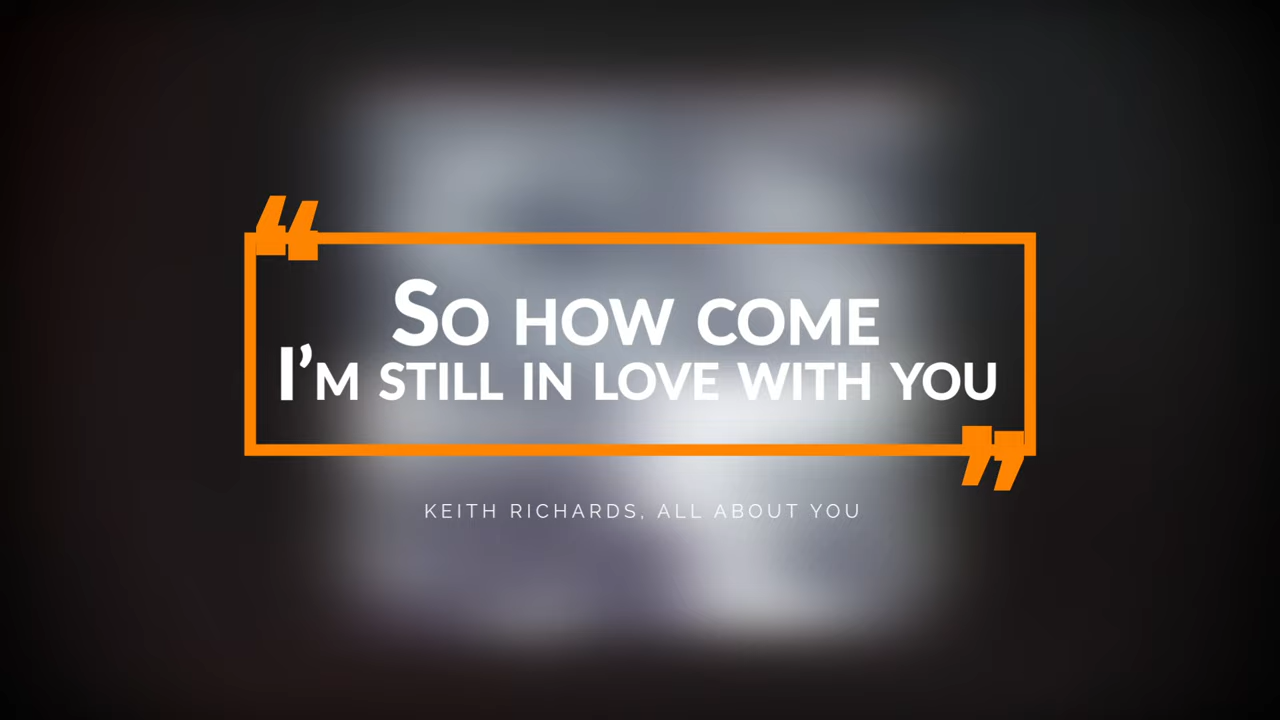 “
So how come
I’m still in love with you
”
KEITH RICHARDS, ALL ABOUT YOU